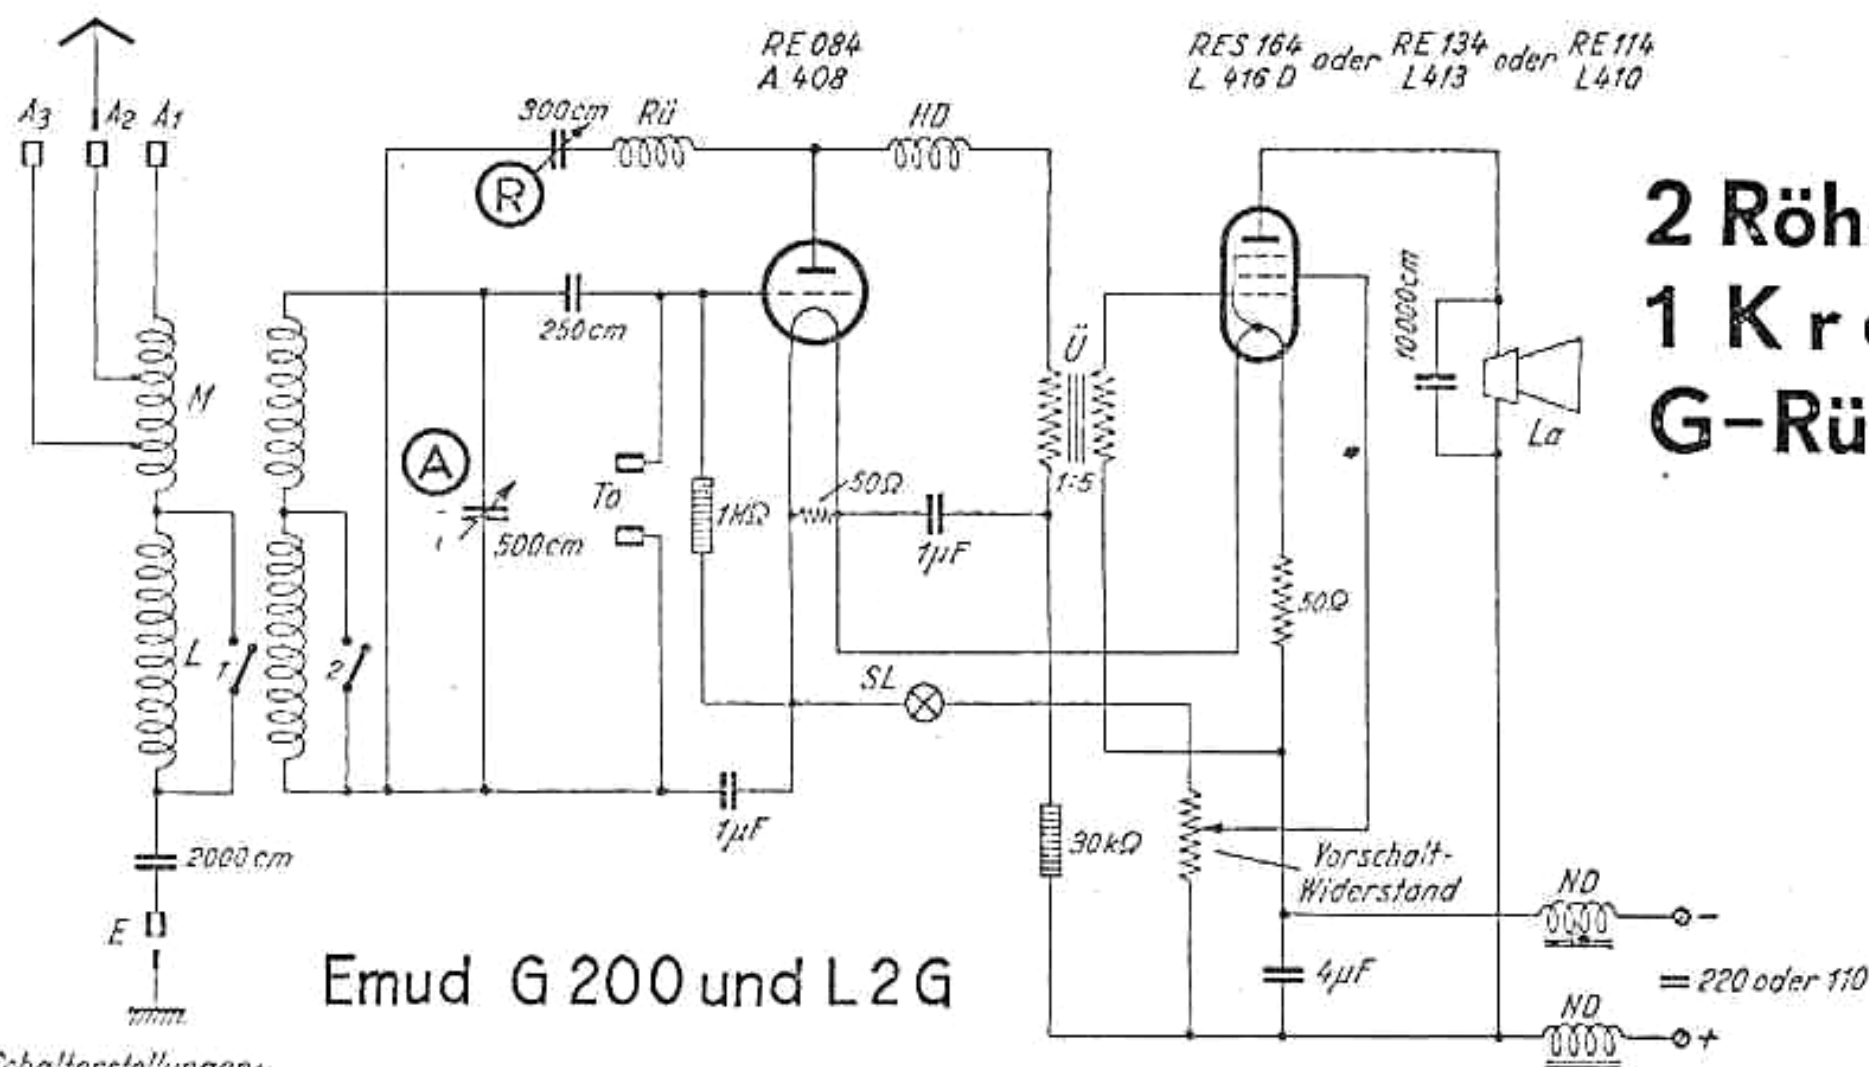 RE 084
A 408
RES 164 oder RE 134 oder RE 114
L 416 D L413 L410
A3 A2 A1
300cm Rü HD
R
2 Röh
1 Kr
G-Rü
250cm
10000cm
M
Ü
La
A
1:5
To
50Ω
1MΩ
500cm
1µF
50Ω
L 1 2
SL
1µF
30kΩ
2000cm
Vorschalt-
Widerstand
ND
E
-
Emud G 200 und L 2 G
4µF
= 220 oder 110
ND
+
Schalterstellungen: